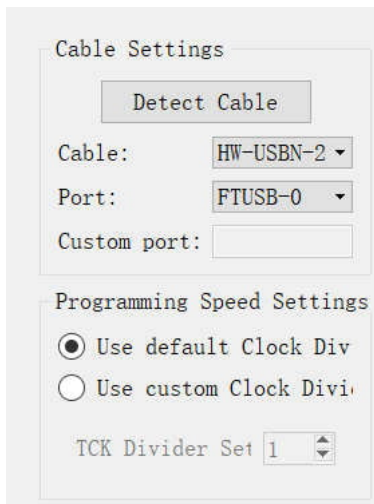 Cable Settings
Detect Cable
Cable: HW-USBN-2
Port: FTUSB-0
Custom port:
Programming Speed Settings
Use default Clock Div
Use custom Clock Divi
TCK Divider Set 1